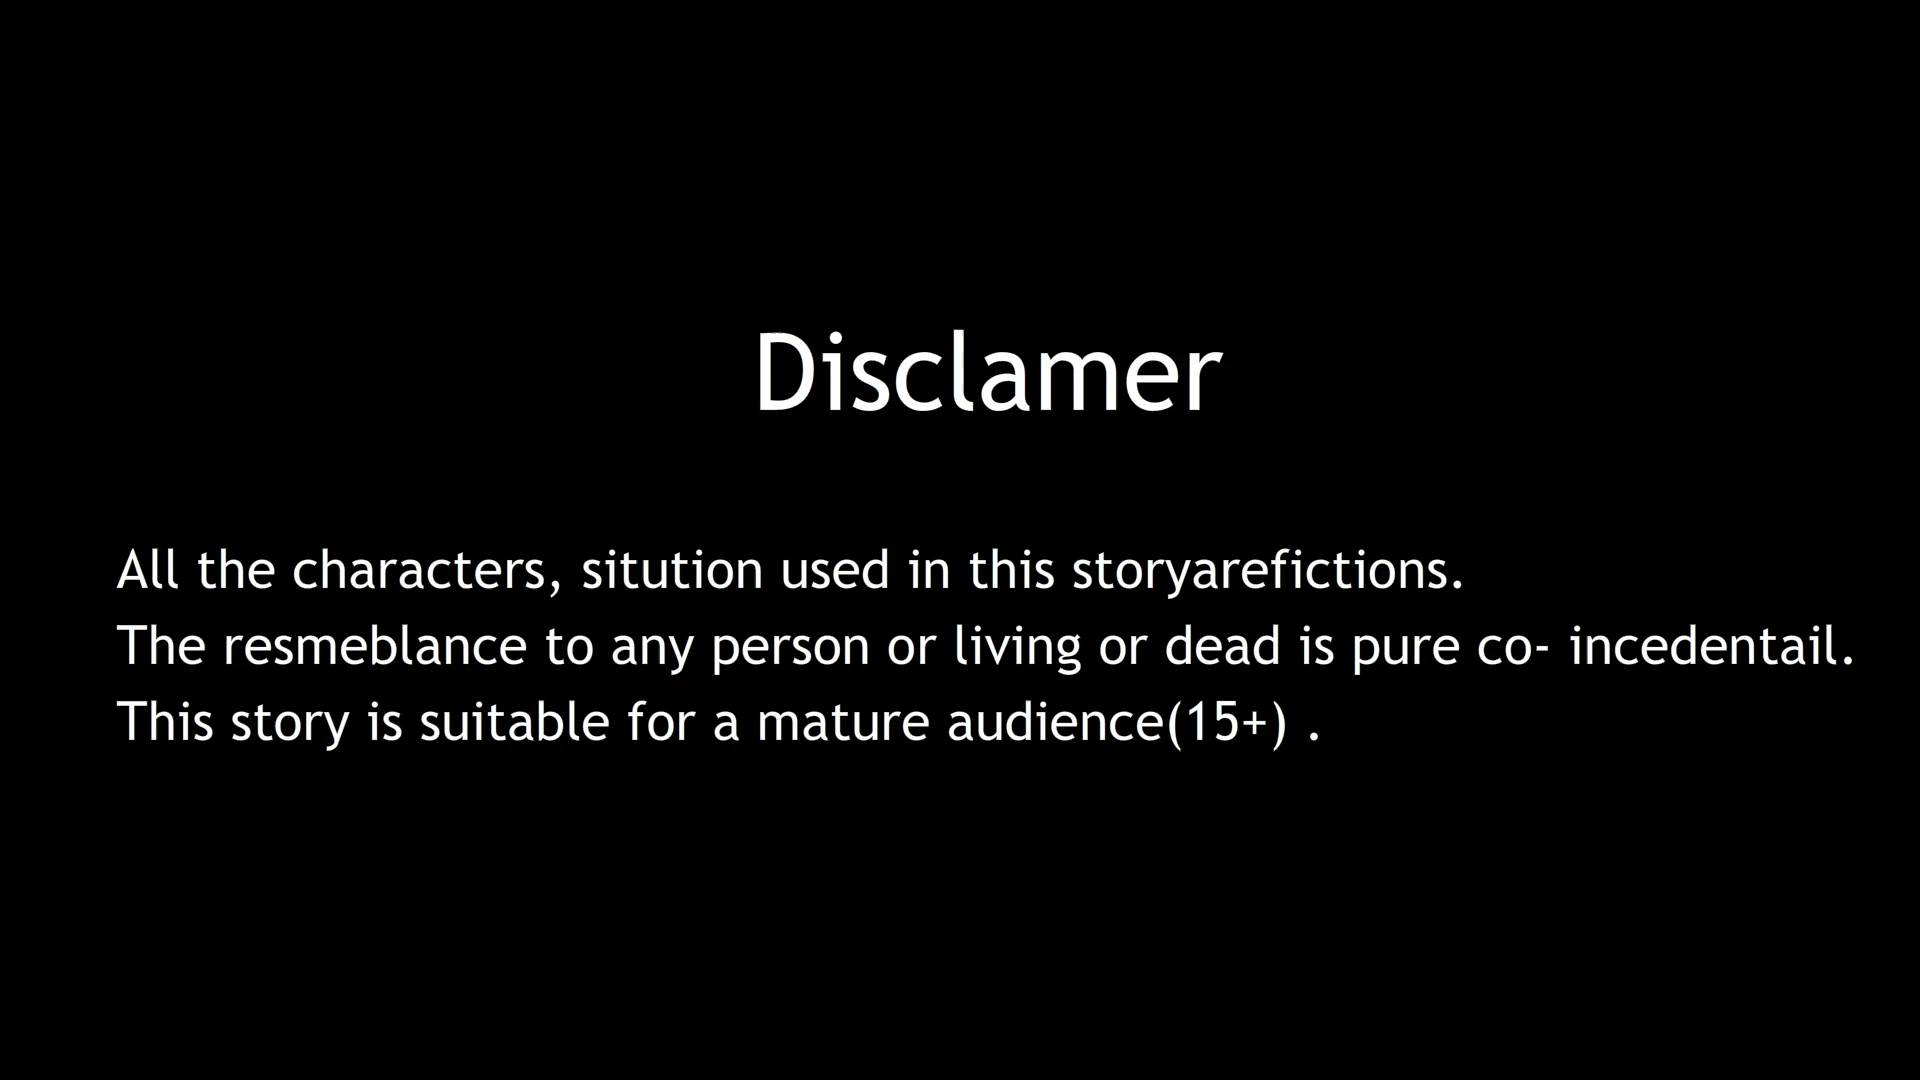 Disclamer
All the characters, sitution used in this storyarefictions.
The resmeblance to any person or living or dead is pure co- incedentail.
This story is suitable for a mature audience(15+) .